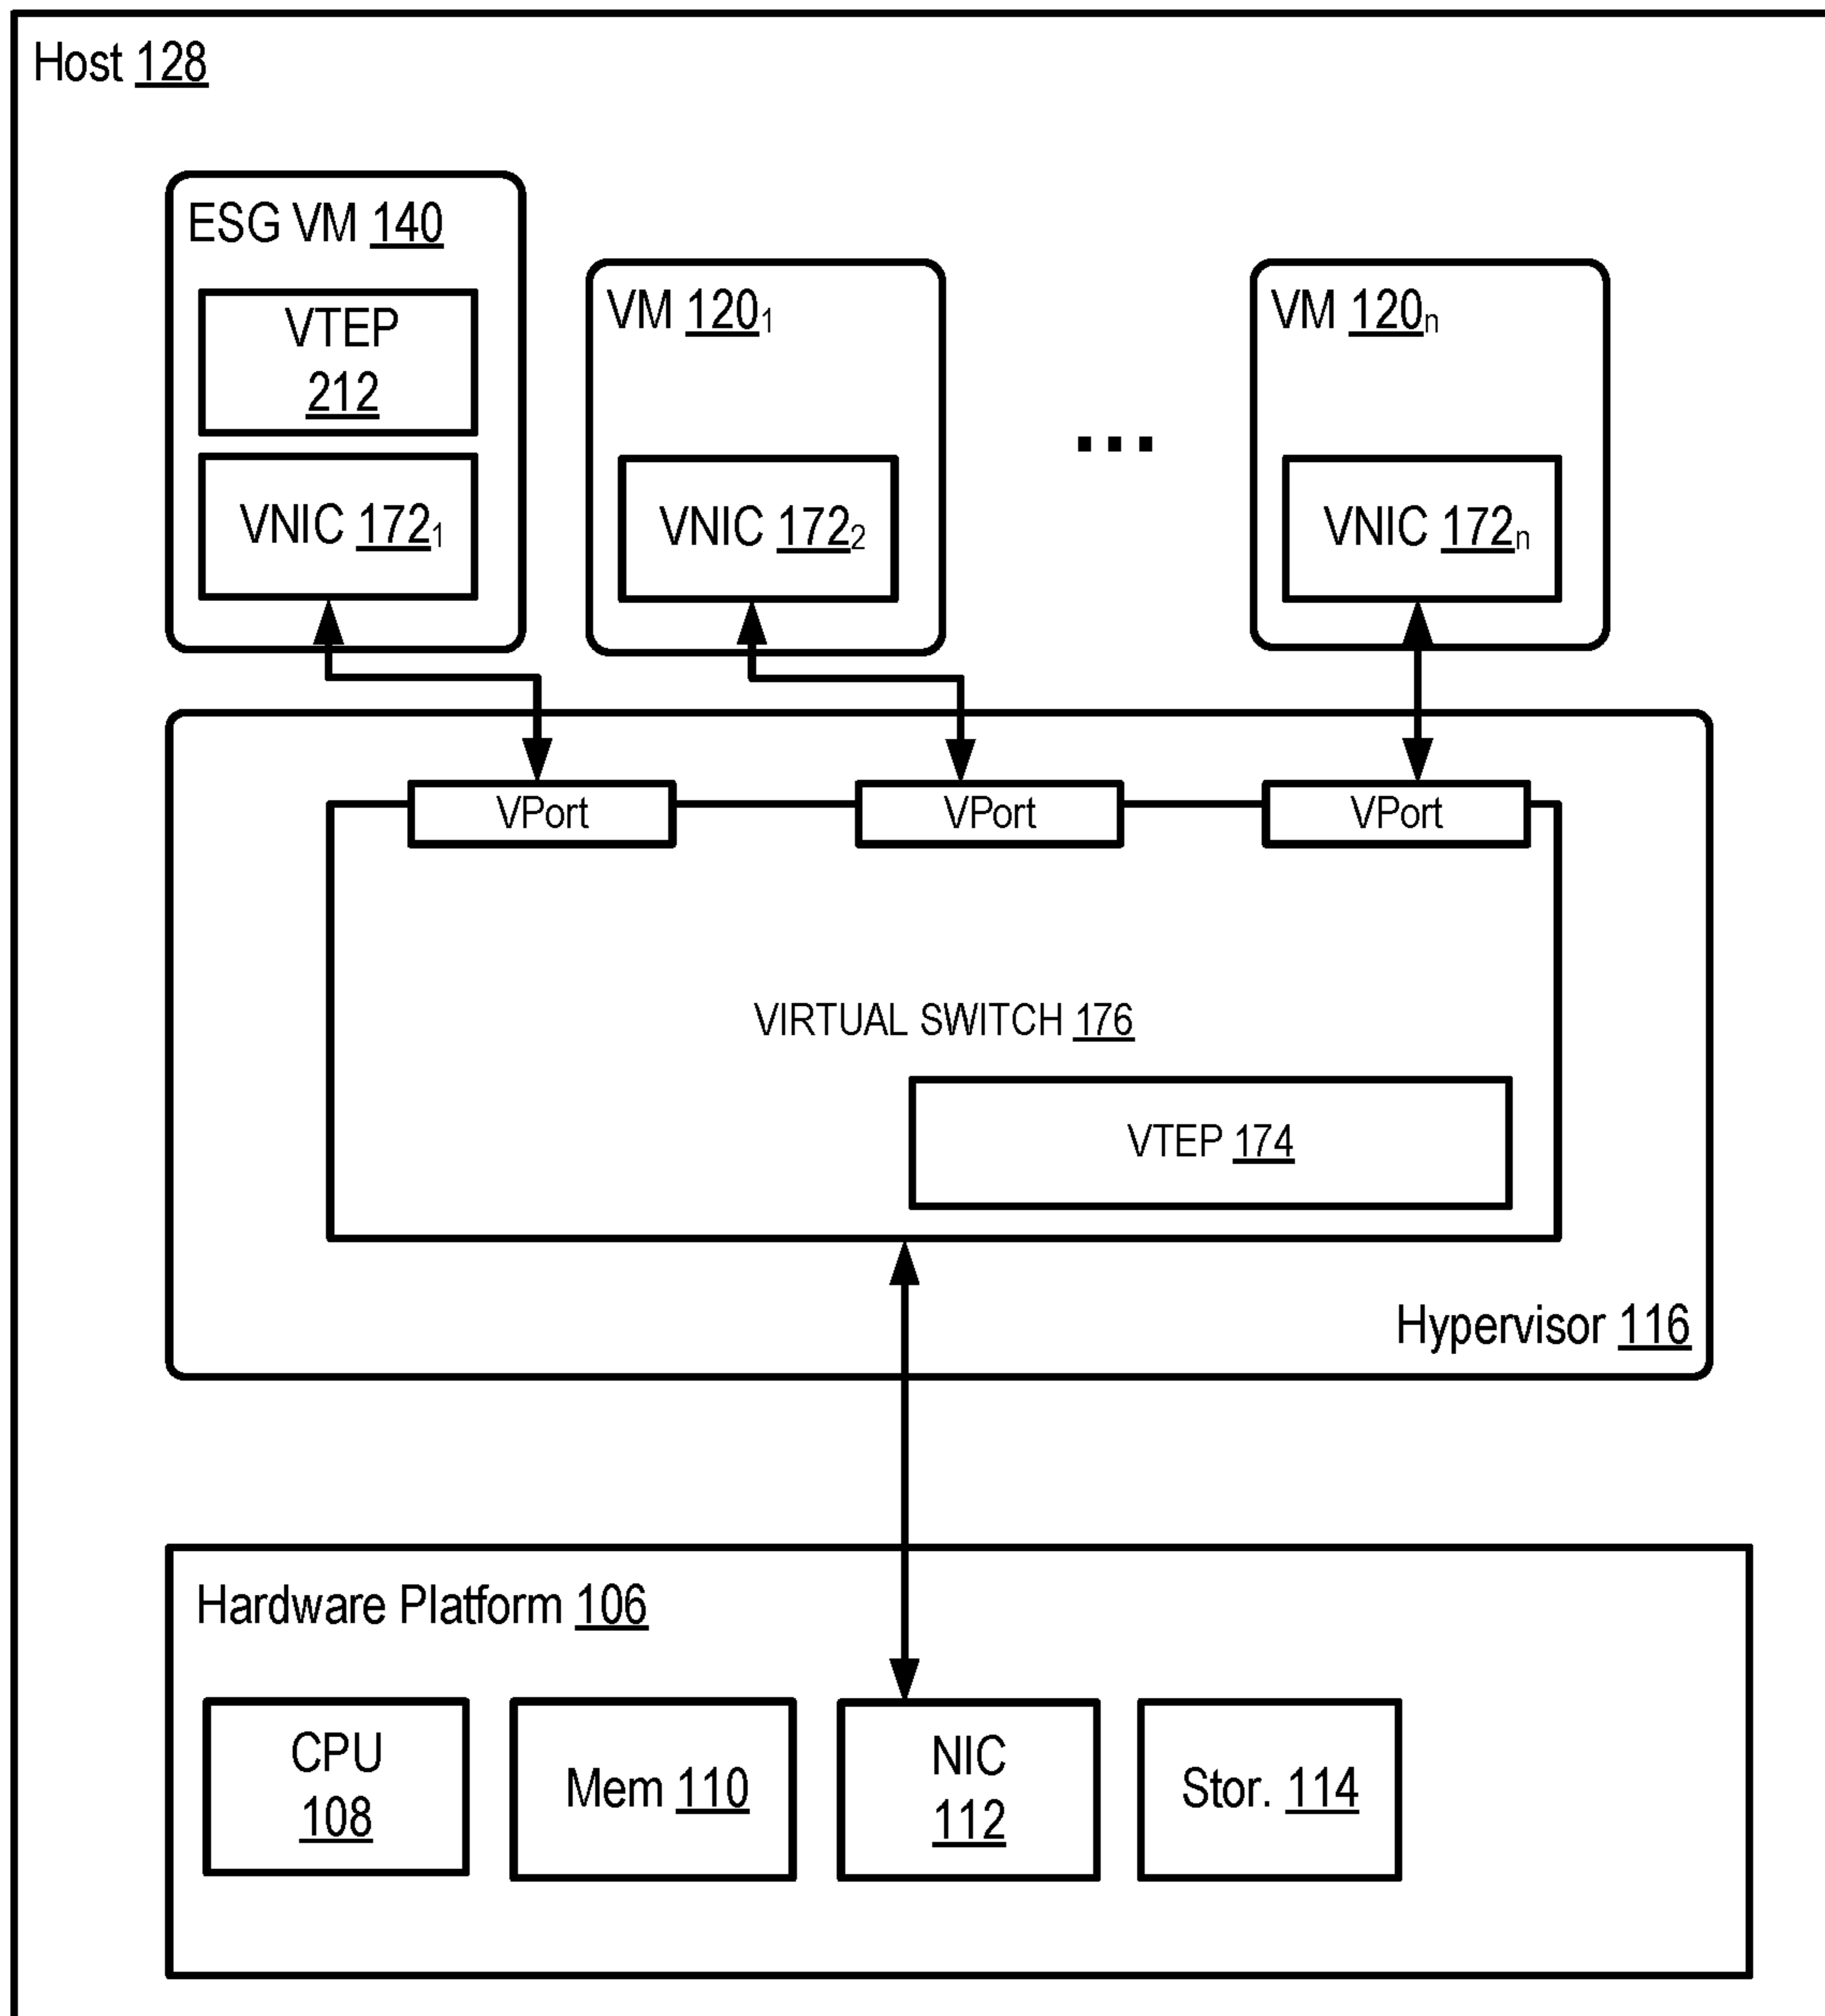 Host 128
ESG VM 140
VTEP
212
VNIC 172₁
VM 120₁
VNIC 172₂
...
VM 120ₙ
VNIC 172ₙ
VPort
VPort
VPort
VIRTUAL SWITCH 176
VTEP 174
Hypervisor 116
Hardware Platform 106
CPU
108
Mem 110
NIC
112
Stor. 114